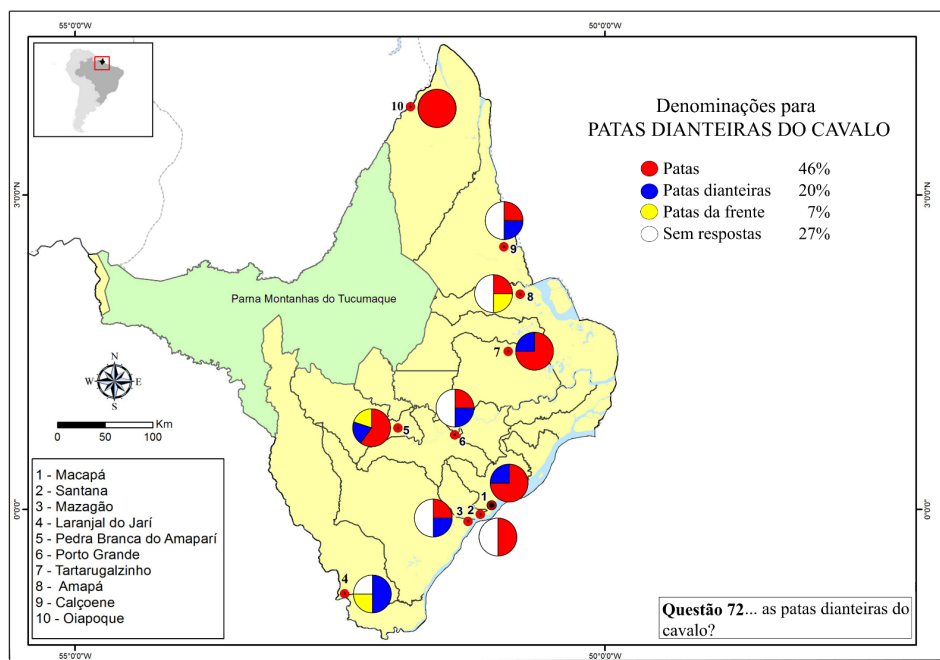 55°0'0"W
50°0'0"W
Denominações para
PATAS DIANTEIRAS DO CAVALO
Patas 46%
Patas dianteiras 20%
Patas da frente 7%
Sem respostas 27%
3°0'0"N
3°0'0"N
10
9
8
7
5
6
1
2
3
4
Parna Montanhas do Tucumaque
N
W E
S
Km
0 50 100
1 - Macapá
2 - Santana
3 - Mazagão
4 - Laranjal do Jarí
5 - Pedra Branca do Amaparí
6 - Porto Grande
7 - Tartarugalzinho
8 - Amapá
9 - Calçoene
10 - Oiapoque
0°0'0"
0°0'0"
Questão 72... as patas dianteiras do
cavalo?
55°0'0"W
50°0'0"W